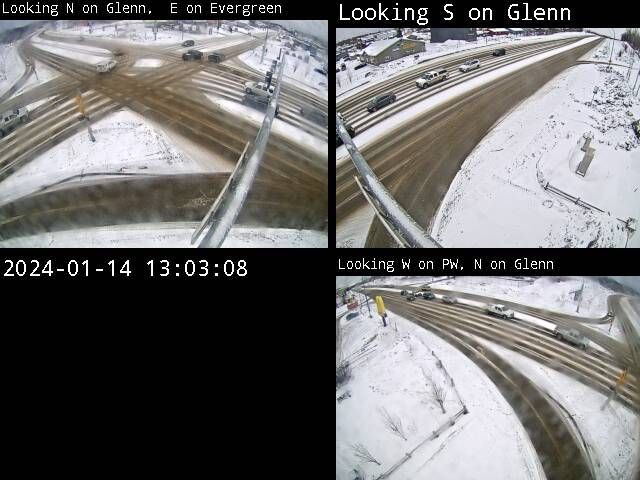 Looking N on Glenn,  E on Evergreen
Looking S on Glenn
2024-01-14 13:03:08
Looking W on PW, N on Glenn